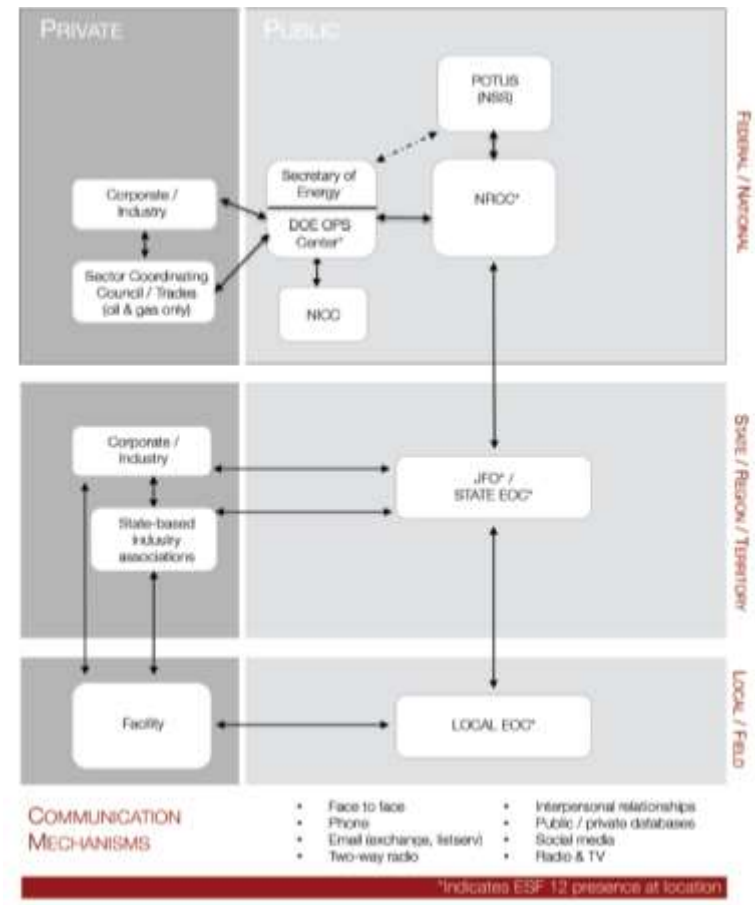 PRIVATE
PUBLIC
POTUS
(NSS)
Secretary of
Energy
NRCC*
Corporate /
Industry
DOE OPS
Center*
Sector Coordinating
Council / Trades
(oil & gas only)
NICC
FEDERAL / NATIONAL
Corporate /
Industry
JFO* /
STATE EOC*
State-based
industry
associations
STATE / REGION / TERRITORY
Facility
LOCAL EOC*
LOCAL / FIELD
COMMUNICATION
MECHANISMS
• Face to face
• Phone
• Email (exchange, listserv)
• Two-way radio
• Interpersonal relationships
• Public / private databases
• Social media
• Radio & TV
*Indicates ESF 12 presence at location